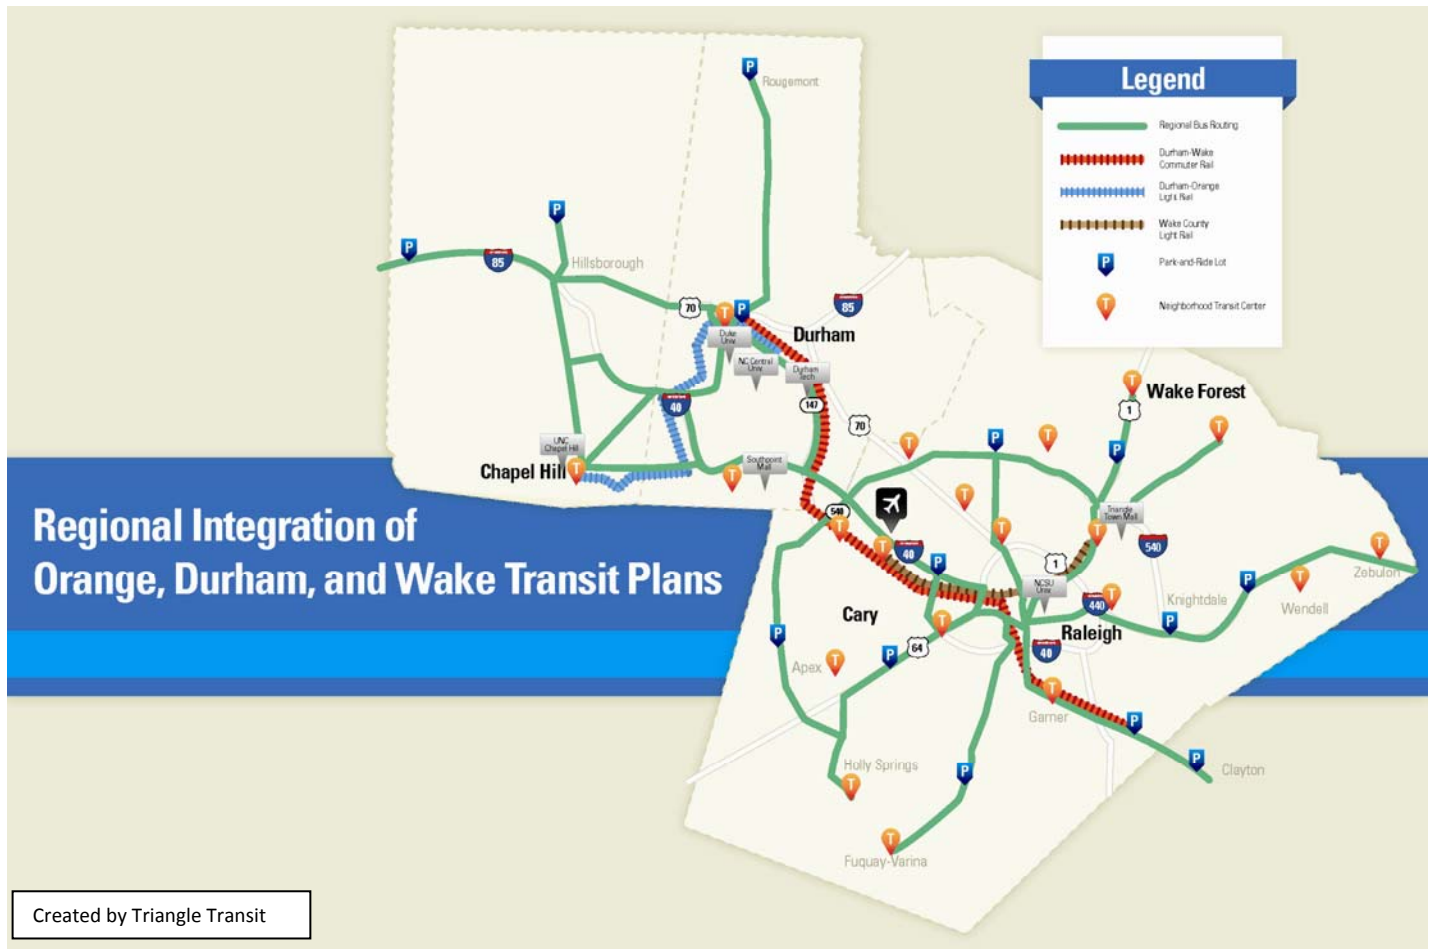 Rougemont
Legend
Regional Bus Routing
Durham-Wake
Commuter Rail
Durham-Orange
Light Rail
Wake County
Light Rail
Park-and-Ride Lot
Neighborhood Transit Center
P
P
P
P
T
T
85
Hillsborough
70
T
P
85
Duke
Univ.
Durham
NC Central
Univ.
Durham
Tech
40
147
70
T
Wake Forest
1
UNC
Chapel Hill
Chapel Hill
T
Southpoint
Mall
T
T
P
T
P
T
Regional Integration of
Orange, Durham, and Wake Transit Plans
540
T
T
T
T
40
P
Triangle
Town Mall
T
540
1
NCSU
Univ.
T
Zebulon
T
Wendell
P
Knightdale
P
440
T
Raleigh
Cary
T
P
64
P
40
Apex
T
T
Garner
P
P
Clayton
Holly Springs
T
P
T
Fuquay-Varina
Created by Triangle Transit